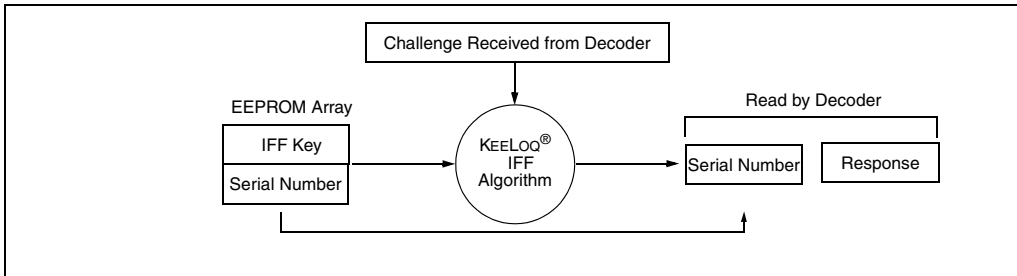 Challenge Received from Decoder
EEPROM Array
IFF Key
Serial Number
KEELOQ®
IFF
Algorithm
Read by Decoder
Serial Number
Response